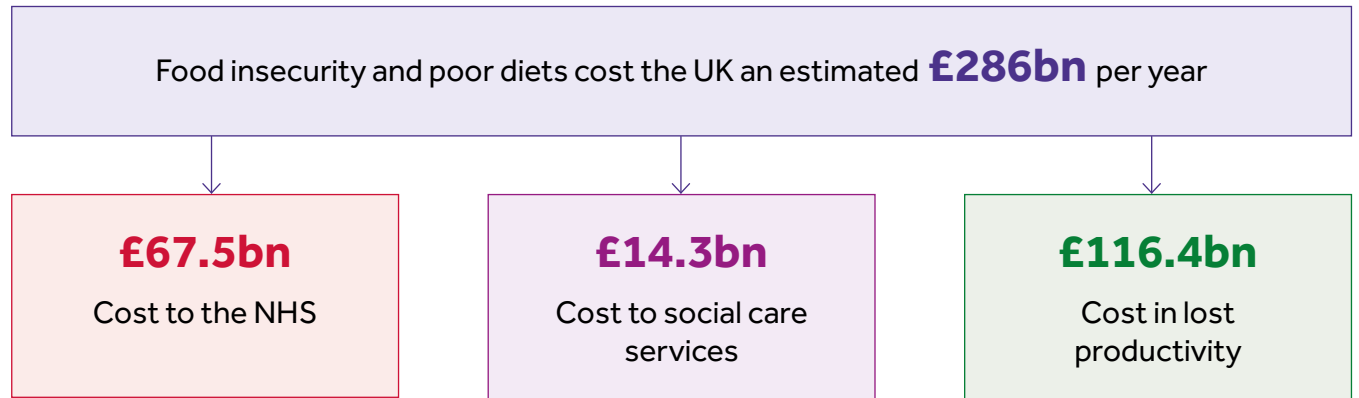 Food insecurity and poor diets cost the UK an estimated £286bn per year
£67.5bn
Cost to the NHS
£14.3bn
Cost to social care
services
£116.4bn
Cost in lost
productivity